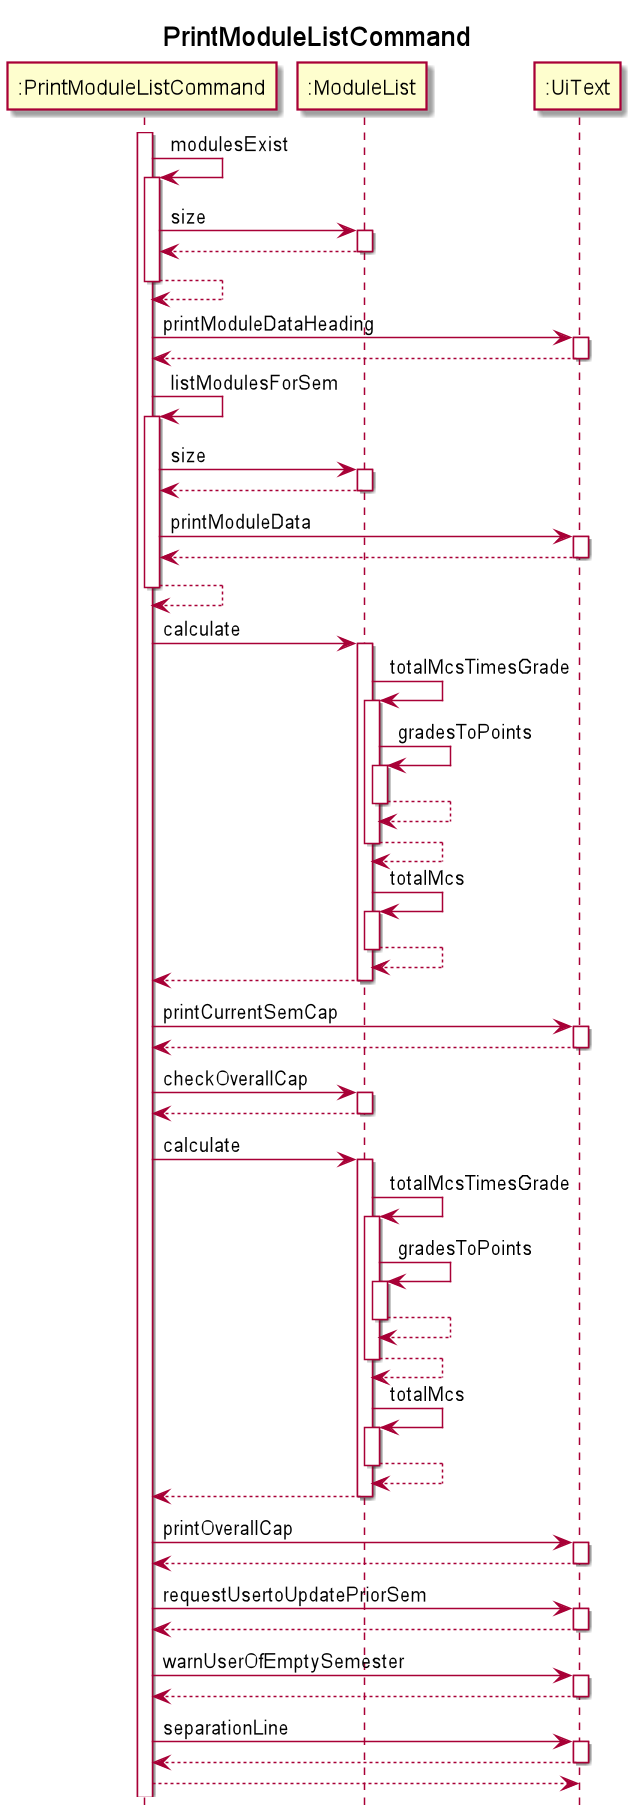 PrintModuleListCommand
:PrintModuleListCommand
:ModuleList
:UiText
modulesExist
size
printModuleDataHeading
listModulesForSem
size
printModuleData
calculate
totalMcsTimesGrade
gradesToPoints
totalMcs
printCurrentSemCap
checkOverallCap
calculate
totalMcsTimesGrade
gradesToPoints
totalMcs
printOverallCap
requestUsertoUpdatePriorSem
warnUserOfEmptySemester
separationLine